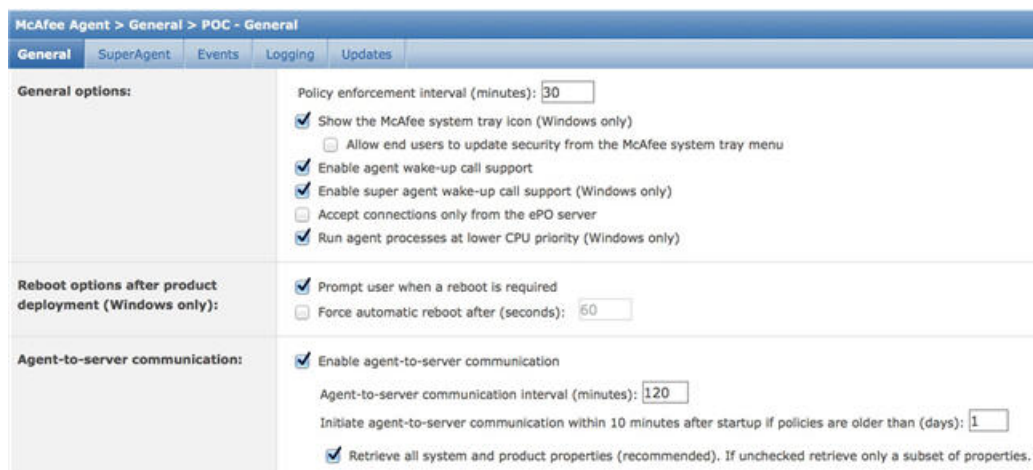 McAfee Agent > General > POC - General
General SuperAgent Events Logging Updates
General options:
Policy enforcement interval (minutes): 30
Show the McAfee system tray icon (Windows only)
Allow end users to update security from the McAfee system tray menu
Enable agent wake-up call support
Enable super agent wake-up call support (Windows only)
Accept connections only from the ePO server
Run agent processes at lower CPU priority (Windows only)
Reboot options after product
deployment (Windows only):
Prompt user when a reboot is required
Force automatic reboot after (seconds): 60
Agent-to-server communication:
Enable agent-to-server communication
Agent-to-server communication interval (minutes): 120
Initiate agent-to-server communication within 10 minutes after startup if policies are older than (days): 1
Retrieve all system and product properties (recommended). If unchecked retrieve only a subset of properties.